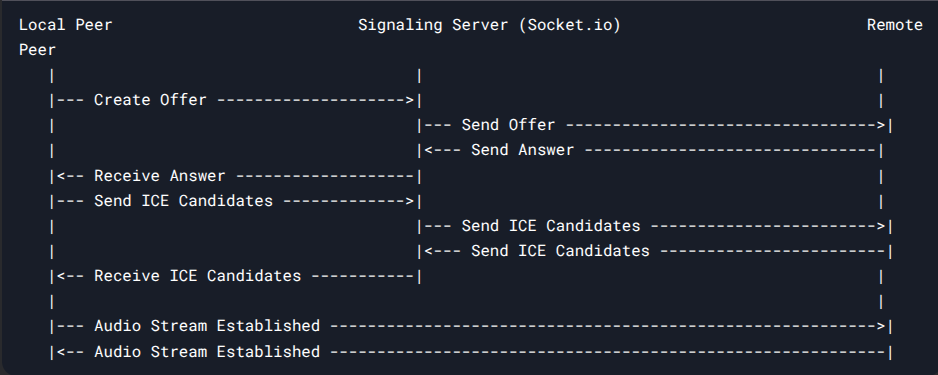 Local Peer                           Signaling Server (Socket.io)                           Remote
Peer
   |                                       |                                                 |
   |--- Create Offer -------------------->|                                                 |
   |                                       |--- Send Offer --------------------------------->|
   |                                       |<--- Send Answer -------------------------------|
   |<-- Receive Answer -------------------|                                                 |
   |--- Send ICE Candidates ------------->|                                                 |
   |                                       |--- Send ICE Candidates ------------------------>|
   |                                       |<--- Send ICE Candidates ------------------------|
   |<-- Receive ICE Candidates -----------|                                                 |
   |                                                                                         |
   |--- Audio Stream Established ---------------------------------------------------------->|
   |<-- Audio Stream Established -----------------------------------------------------------|